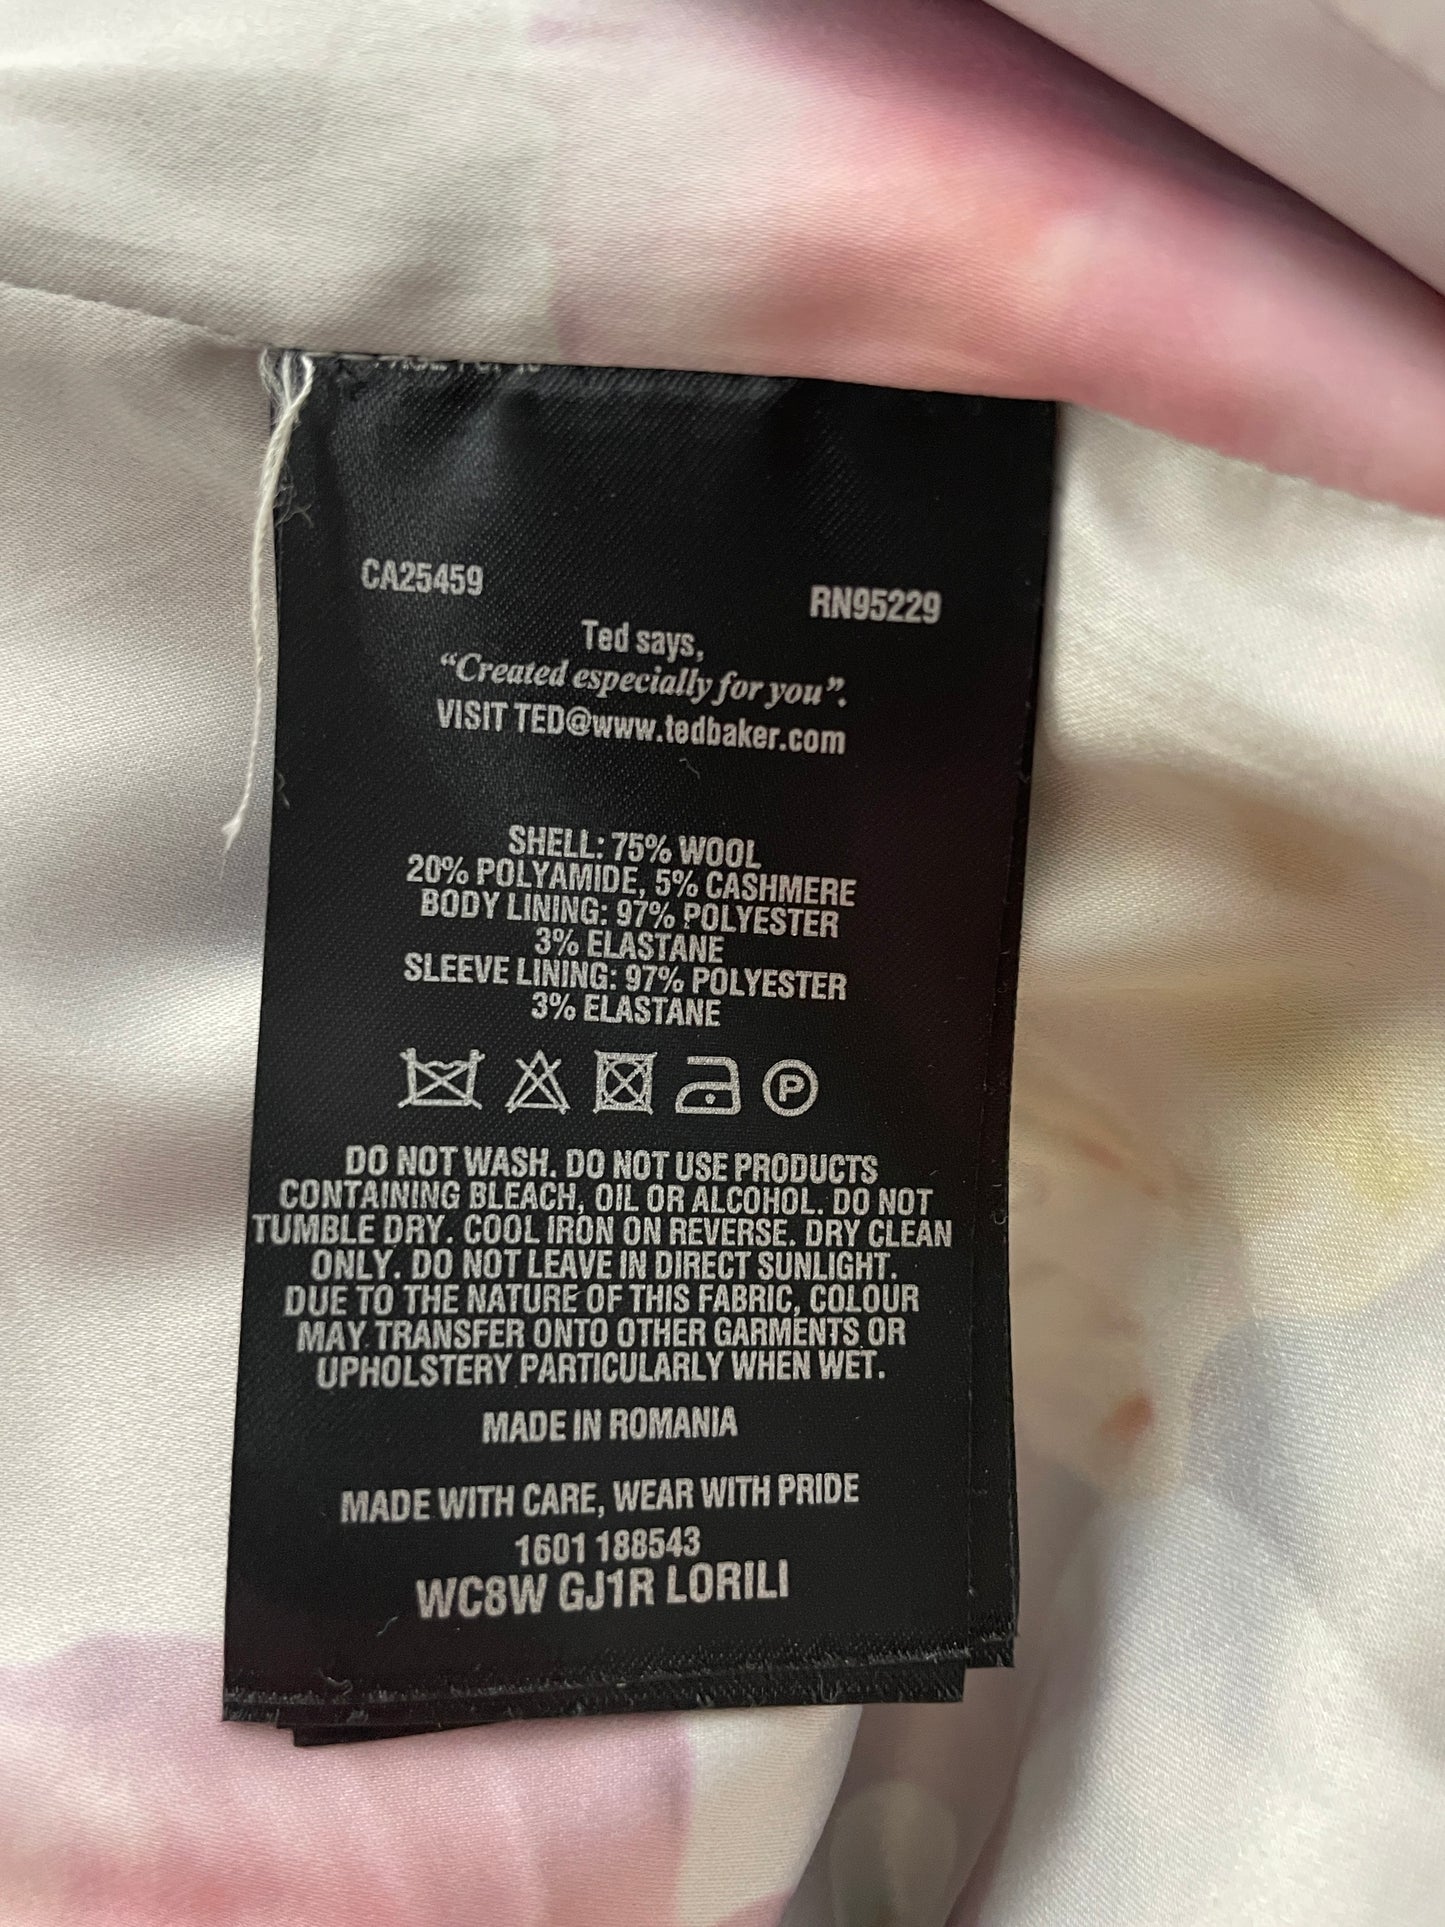 CA25459
RN95229
Ted says,
“Created especially for you”.
VISIT TED@www.tedbaker.com
SHELL: 75% WOOL
20% POLYAMIDE, 5% CASHMERE
BODY LINING: 97% POLYESTER
3% ELASTANE
SLEEVE LINING: 97% POLYESTER
3% ELASTANE
P
DO NOT WASH. DO NOT USE PRODUCTS
CONTAINING BLEACH, OIL OR ALCOHOL. DO NOT
TUMBLE DRY. COOL IRON ON REVERSE. DRY CLEAN
ONLY. DO NOT LEAVE IN DIRECT SUNLIGHT.
DUE TO THE NATURE OF THIS FABRIC, COLOUR
MAY TRANSFER ONTO OTHER GARMENTS OR
UPHOLSTERY PARTICULARLY WHEN WET.
MADE IN ROMANIA
MADE WITH CARE, WEAR WITH PRIDE
1601 188543
WC8W GJ1R LORILI